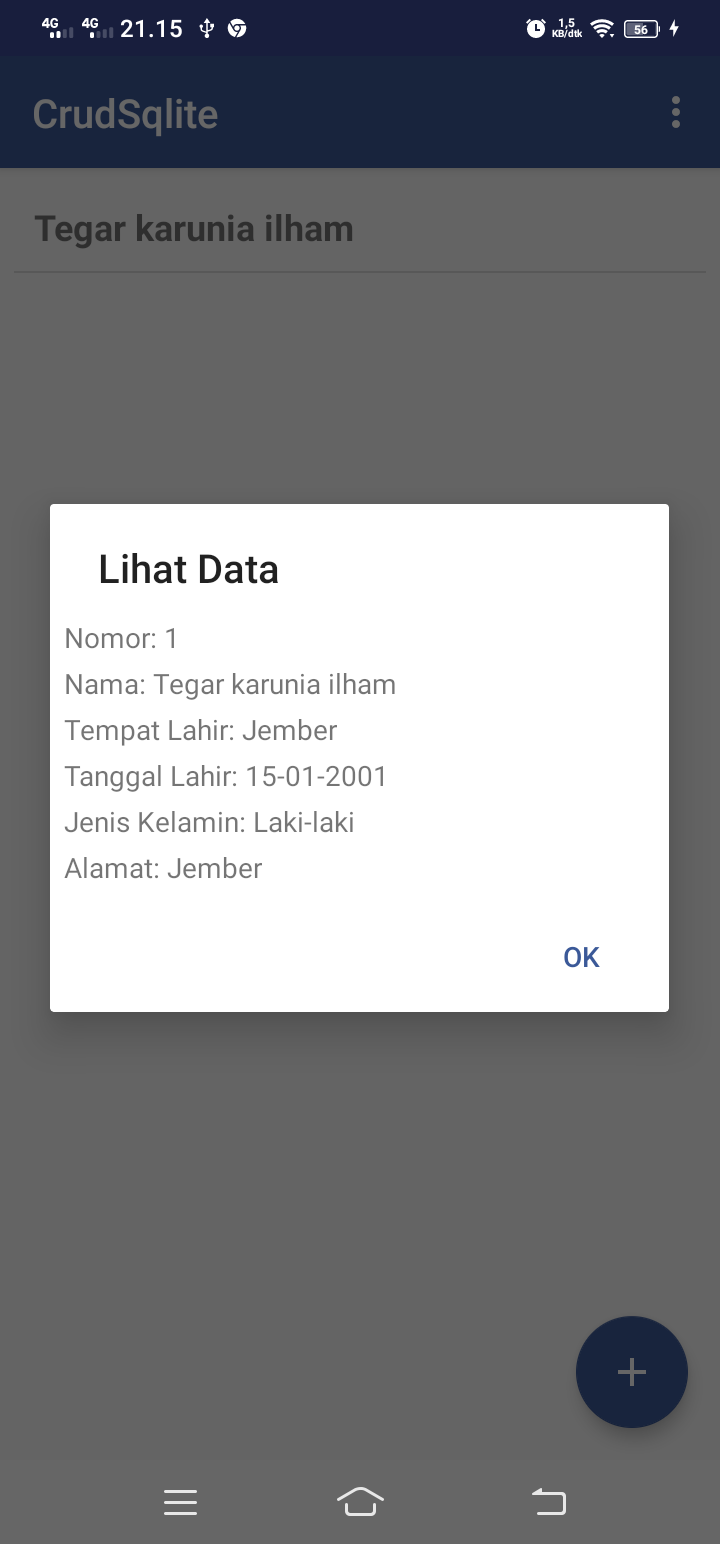 4G 4G 21.15 1,5 KB/dtk 56
CrudSqlite
Tegar karunia ilham
Lihat Data
Nomor: 1
Nama: Tegar karunia ilham
Tempat Lahir: Jember
Tanggal Lahir: 15-01-2001
Jenis Kelamin: Laki-laki
Alamat: Jember
OK